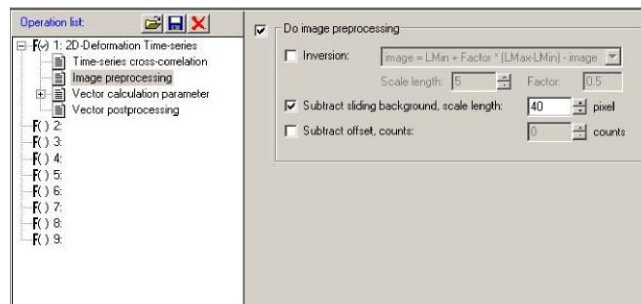 Operation list:
F(✓) 1: 2D-Deformation Time-series
Time-series cross-correlation
Image preprocessing
Vector calculation parameter
Vector postprocessing
F( ) 2:
F( ) 3:
F( ) 4:
F( ) 5:
F( ) 6:
F( ) 7:
F( ) 8:
F( ) 9:
Do image preprocessing
Inversion: image = LMin + Factor * (LMax-LMin) - image
Scale length: 5 Factor: 0.5
Subtract sliding background, scale length: 40 pixel
Subtract offset, counts: 0 counts